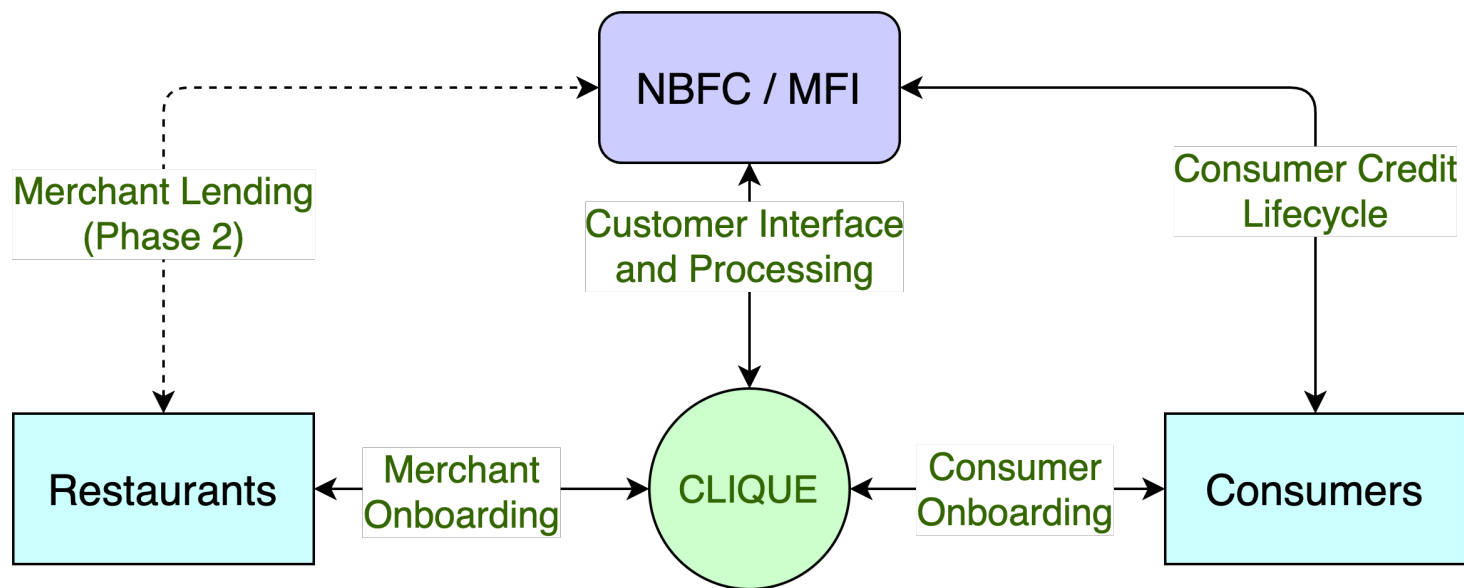 NBFC / MFI
Merchant Lending
(Phase 2)
Customer Interface
and Processing
Consumer Credit
Lifecycle
Restaurants
Merchant
Onboarding
CLIQUE
Consumer
Onboarding
Consumers